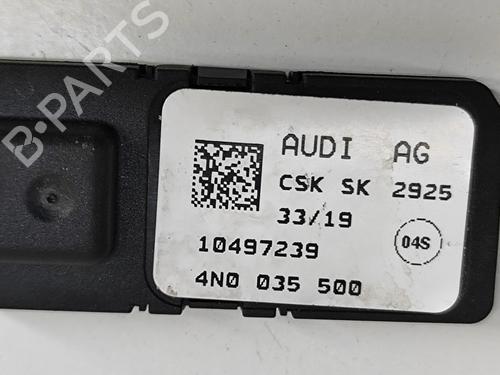 B-PARTS
AUDI AG
CSK SK 2925
33/19
10497239
04S
4N0 035 500